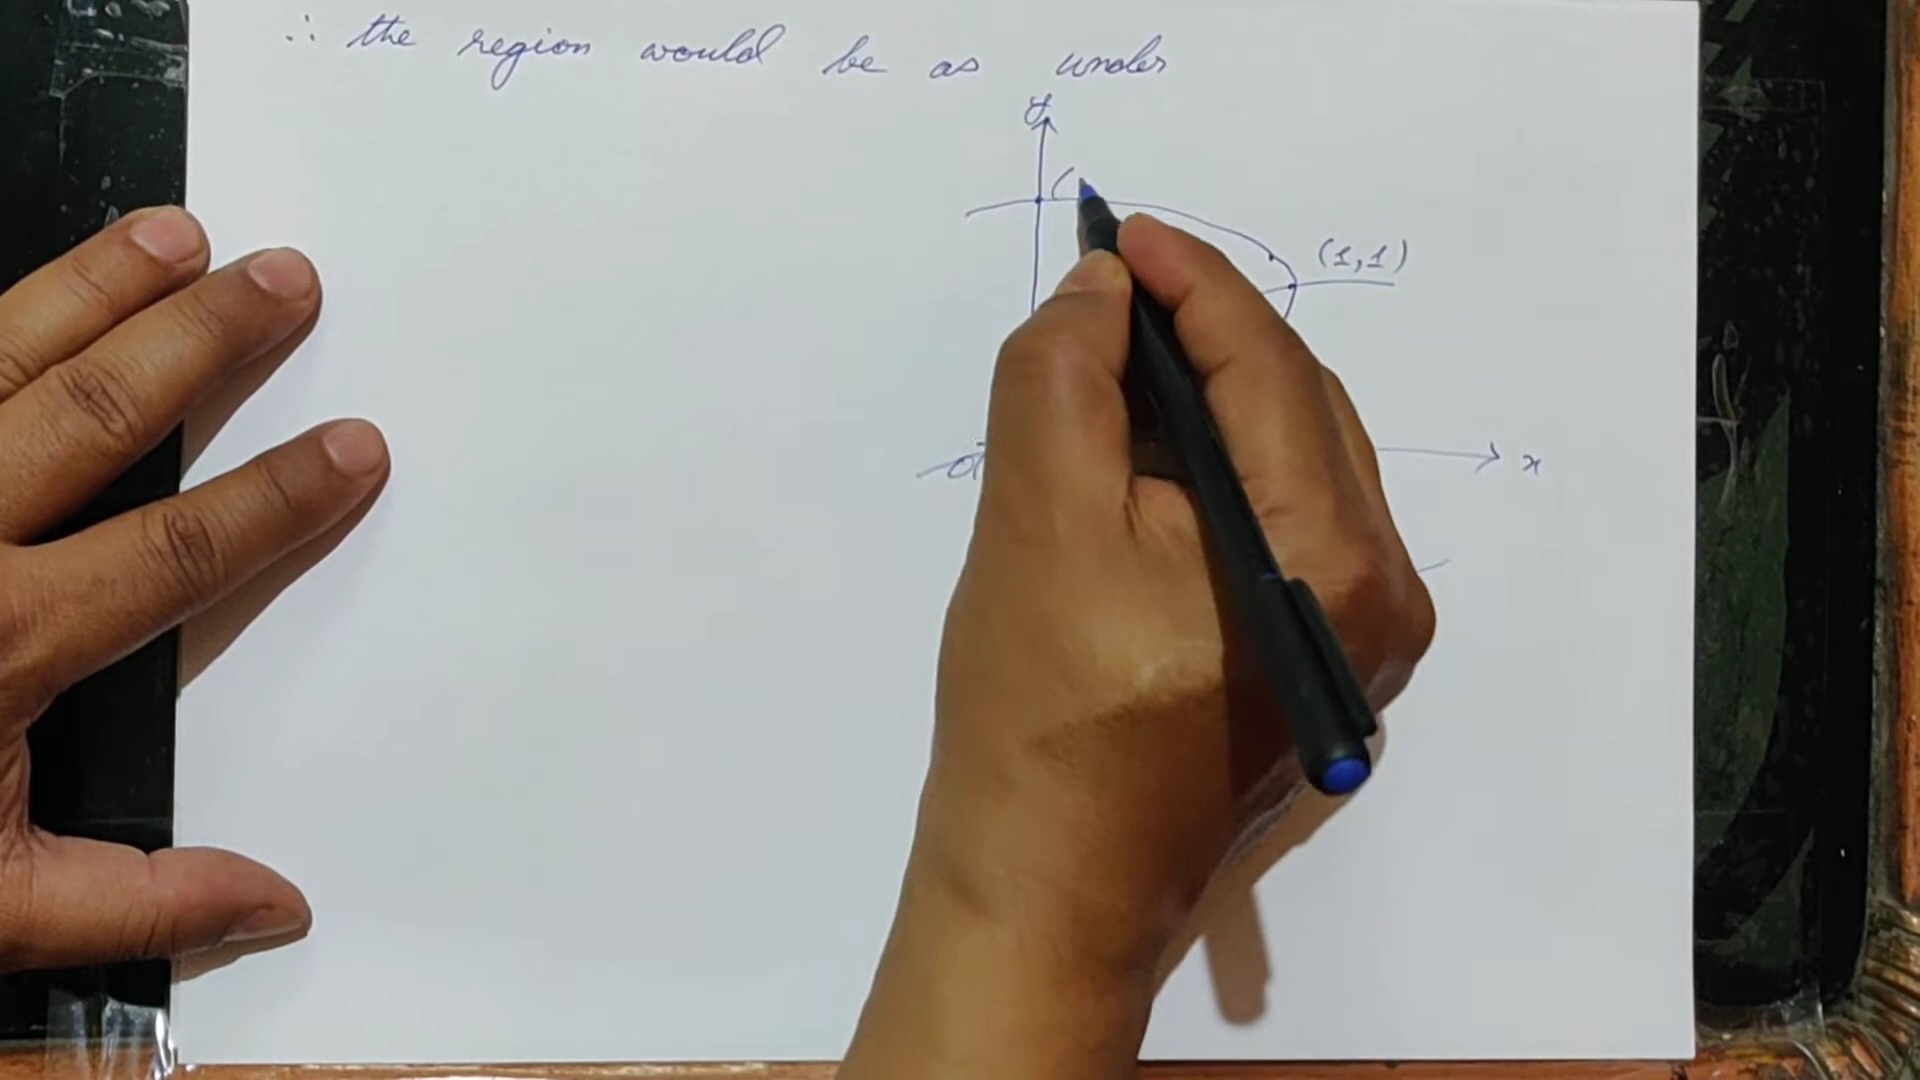 ∴ the region would be as under
y
(
(1,1)
O
x